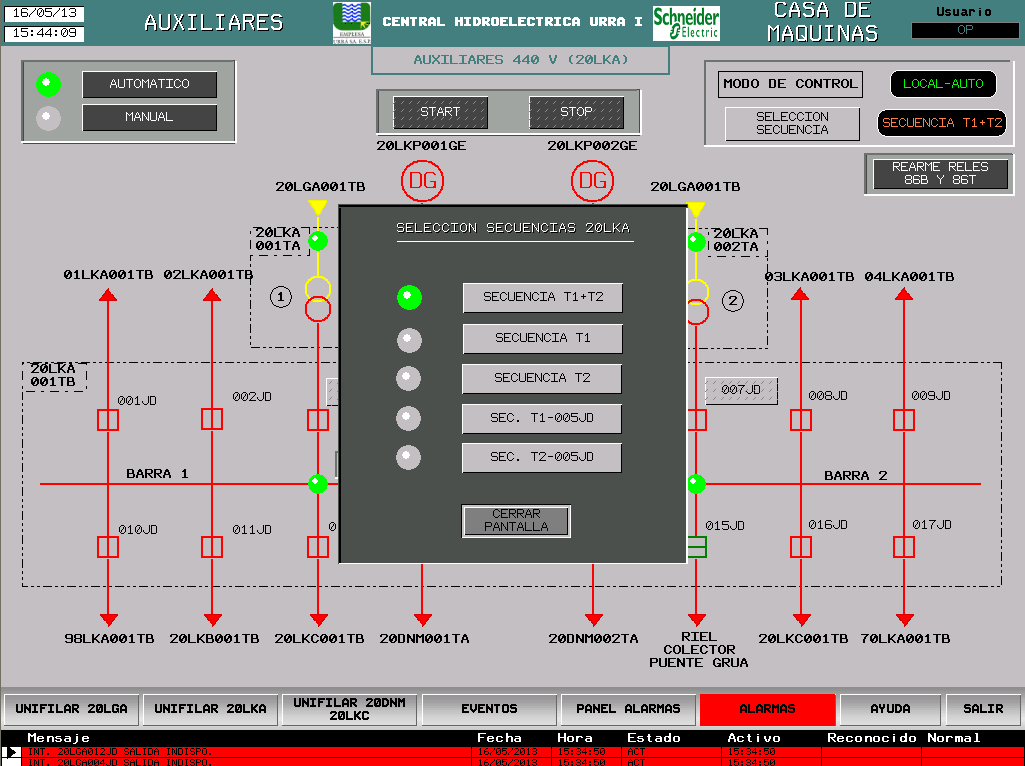 16/05/13
15:44:09
AUXILIARES
EMPRESA
URRA S.A. E.S.P.
CENTRAL HIDROELECTRICA URRA I
Schneider
Electric
CASA DE
MAQUINAS
Usuario
OP
AUXILIARES 440 V (20LKA)
AUTOMATICO
MANUAL
START
STOP
MODO DE CONTROL
LOCAL-AUTO
SELECCION
SECUENCIA
SECUENCIA T1+T2
REARME RELES
86B Y 86T
20LKP001GE
20LKP002GE
DG
DG
20LGA001TB
20LGA001TB
20LKA
001TA
20LKA
002TA
01LKA001TB
02LKA001TB
03LKA001TB
04LKA001TB
1
2
SELECCION SECUENCIAS 20LKA
SECUENCIA T1+T2
SECUENCIA T1
SECUENCIA T2
SEC. T1-005JD
SEC. T2-005JD
CERRAR
PANTALLA
20LKA
001TB
001JD
002JD
007JD
008JD
009JD
BARRA 1
BARRA 2
010JD
011JD
0
015JD
016JD
017JD
98LKA001TB
20LKB001TB
20LKC001TB
20DNM001TA
20DNM002TA
RIEL
COLECTOR
PUENTE GRUA
20LKC001TB
70LKA001TB
UNIFILAR 20LGA
UNIFILAR 20LKA
UNIFILAR 20DNM
20LKC
EVENTOS
PANEL ALARMAS
ALARMAS
AYUDA
SALIR
Mensaje Fecha Hora Estado Activo Reconocido Normal
INT. 20LGA012JD SALIDA INDISPO. 16/05/2013 15:34:50 ACT 15:34:50
INT. 20LGA004JD SALIDA INDISPO. 16/05/2013 15:34:50 ACT 15:34:50